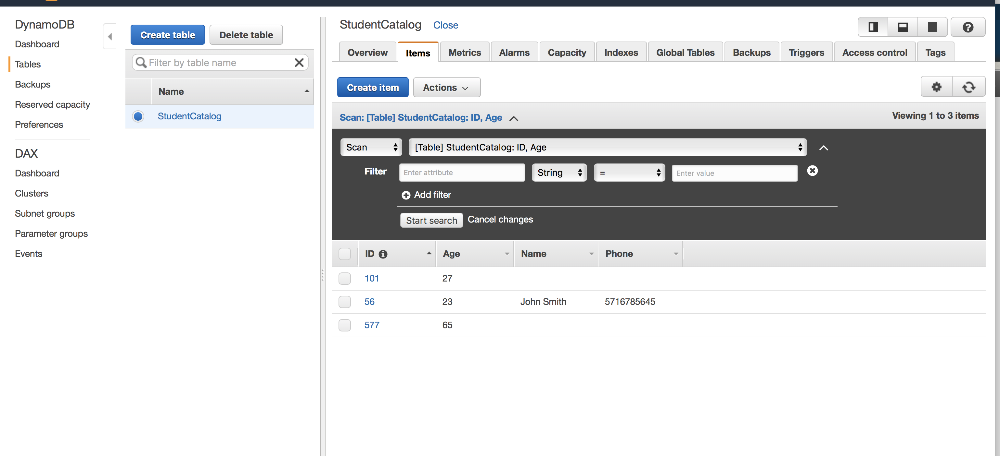 DynamoDB
Dashboard
Tables
Backups
Reserved capacity
Preferences
DAX
Dashboard
Clusters
Subnet groups
Parameter groups
Events
Create table
Delete table
Filter by table name
Name
StudentCatalog
StudentCatalog Close
Overview Items Metrics Alarms Capacity Indexes Global Tables Backups Triggers Access control Tags
Create item Actions
Scan: [Table] StudentCatalog: ID, Age Viewing 1 to 3 items
Scan [Table] StudentCatalog: ID, Age
Filter Enter attribute String = Enter value
Add filter
Start search Cancel changes
ID Age Name Phone
101 27
56 23 John Smith 5716785645
577 65